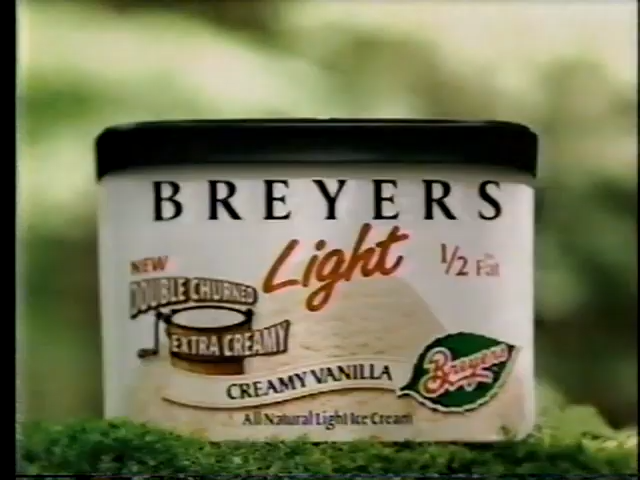 BREYERS
Light
1/2 the Fat
NEW
DOUBLE CHURNED
EXTRA CREAMY
CREAMY VANILLA
Breyers
All Natural Light Ice Cream